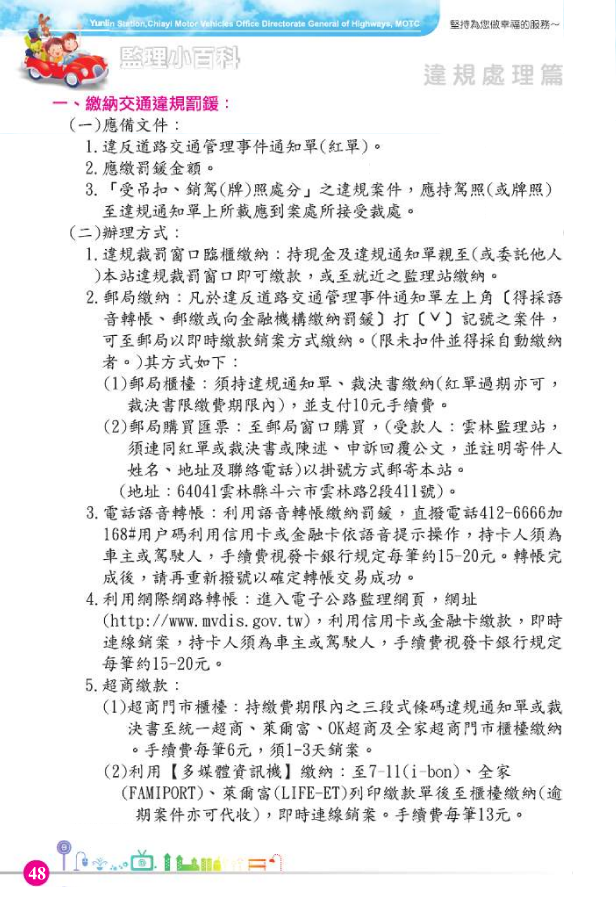 Yunlin Station,Chiayi Motor Vehicles Office Directorate General of Highways, MOTC
堅持為您做幸福的服務～
監理小百科
違規處理篇
一、繳納交通違規罰鍰：
(一)應備文件：
1.違反道路交通管理事件通知單(紅單)。
2.應繳罰鍰金額。
3.「受吊扣、銷駕(牌)照處分」之違規案件，應持駕照(或牌照)
至違規通知單上所載應到案處所接受裁處。
(二)辦理方式：
1.違規裁罰窗口臨櫃繳納：持現金及違規通知單親至(或委託他人
)本站違規裁罰窗口即可繳款，或至就近之監理站繳納。
2.郵局繳納：凡於違反道路交通管理事件通知單左上角〔得採語
音轉帳、郵繳或向金融機構繳納罰鍰〕打〔ˇ〕記號之案件，
可至郵局以即時繳款銷案方式繳納。(限未扣件並得採自動繳納
者。)其方式如下：
(1)郵局櫃檯：須持違規通知單、裁決書繳納(紅單過期亦可，
裁決書限繳費期限內)，並支付10元手續費。
(2)郵局購買匯票：至郵局窗口購買，(受款人：雲林監理站，
須連同紅單或裁決書或陳述、申訴回覆公文，並註明寄件人
姓名、地址及聯絡電話)以掛號方式郵寄本站。
(地址：64041雲林縣斗六市雲林路2段411號)。
3.電話語音轉帳：利用語音轉帳繳納罰鍰，直撥電話412-6666加
168#用户碼利用信用卡或金融卡依語音提示操作，持卡人須為
車主或駕駛人，手續費視發卡銀行規定每筆約15-20元。轉帳完
成後，請再重新撥號以確定轉帳交易成功。
4.利用網際網路轉帳：進入電子公路監理網頁，網址
(http://www.mvdis.gov.tw)，利用信用卡或金融卡繳款，即時
連線銷案，持卡人須為車主或駕駛人，手續費視發卡銀行規定
每筆約15-20元。
5.超商繳款：
(1)超商門市櫃檯：持繳費期限內之三段式條碼違規通知單或裁
決書至統一超商、萊爾富、OK超商及全家超商門市櫃檯繳納
。手續費每筆6元，須1-3天銷案。
(2)利用【多媒體資訊機】繳納：至7-11(i-bon)、全家
(FAMIPORT)、萊爾富(LIFE-ET)列印繳款單後至櫃檯繳納(逾
期案件亦可代收)，即時連線銷案。手續費每筆13元。
48